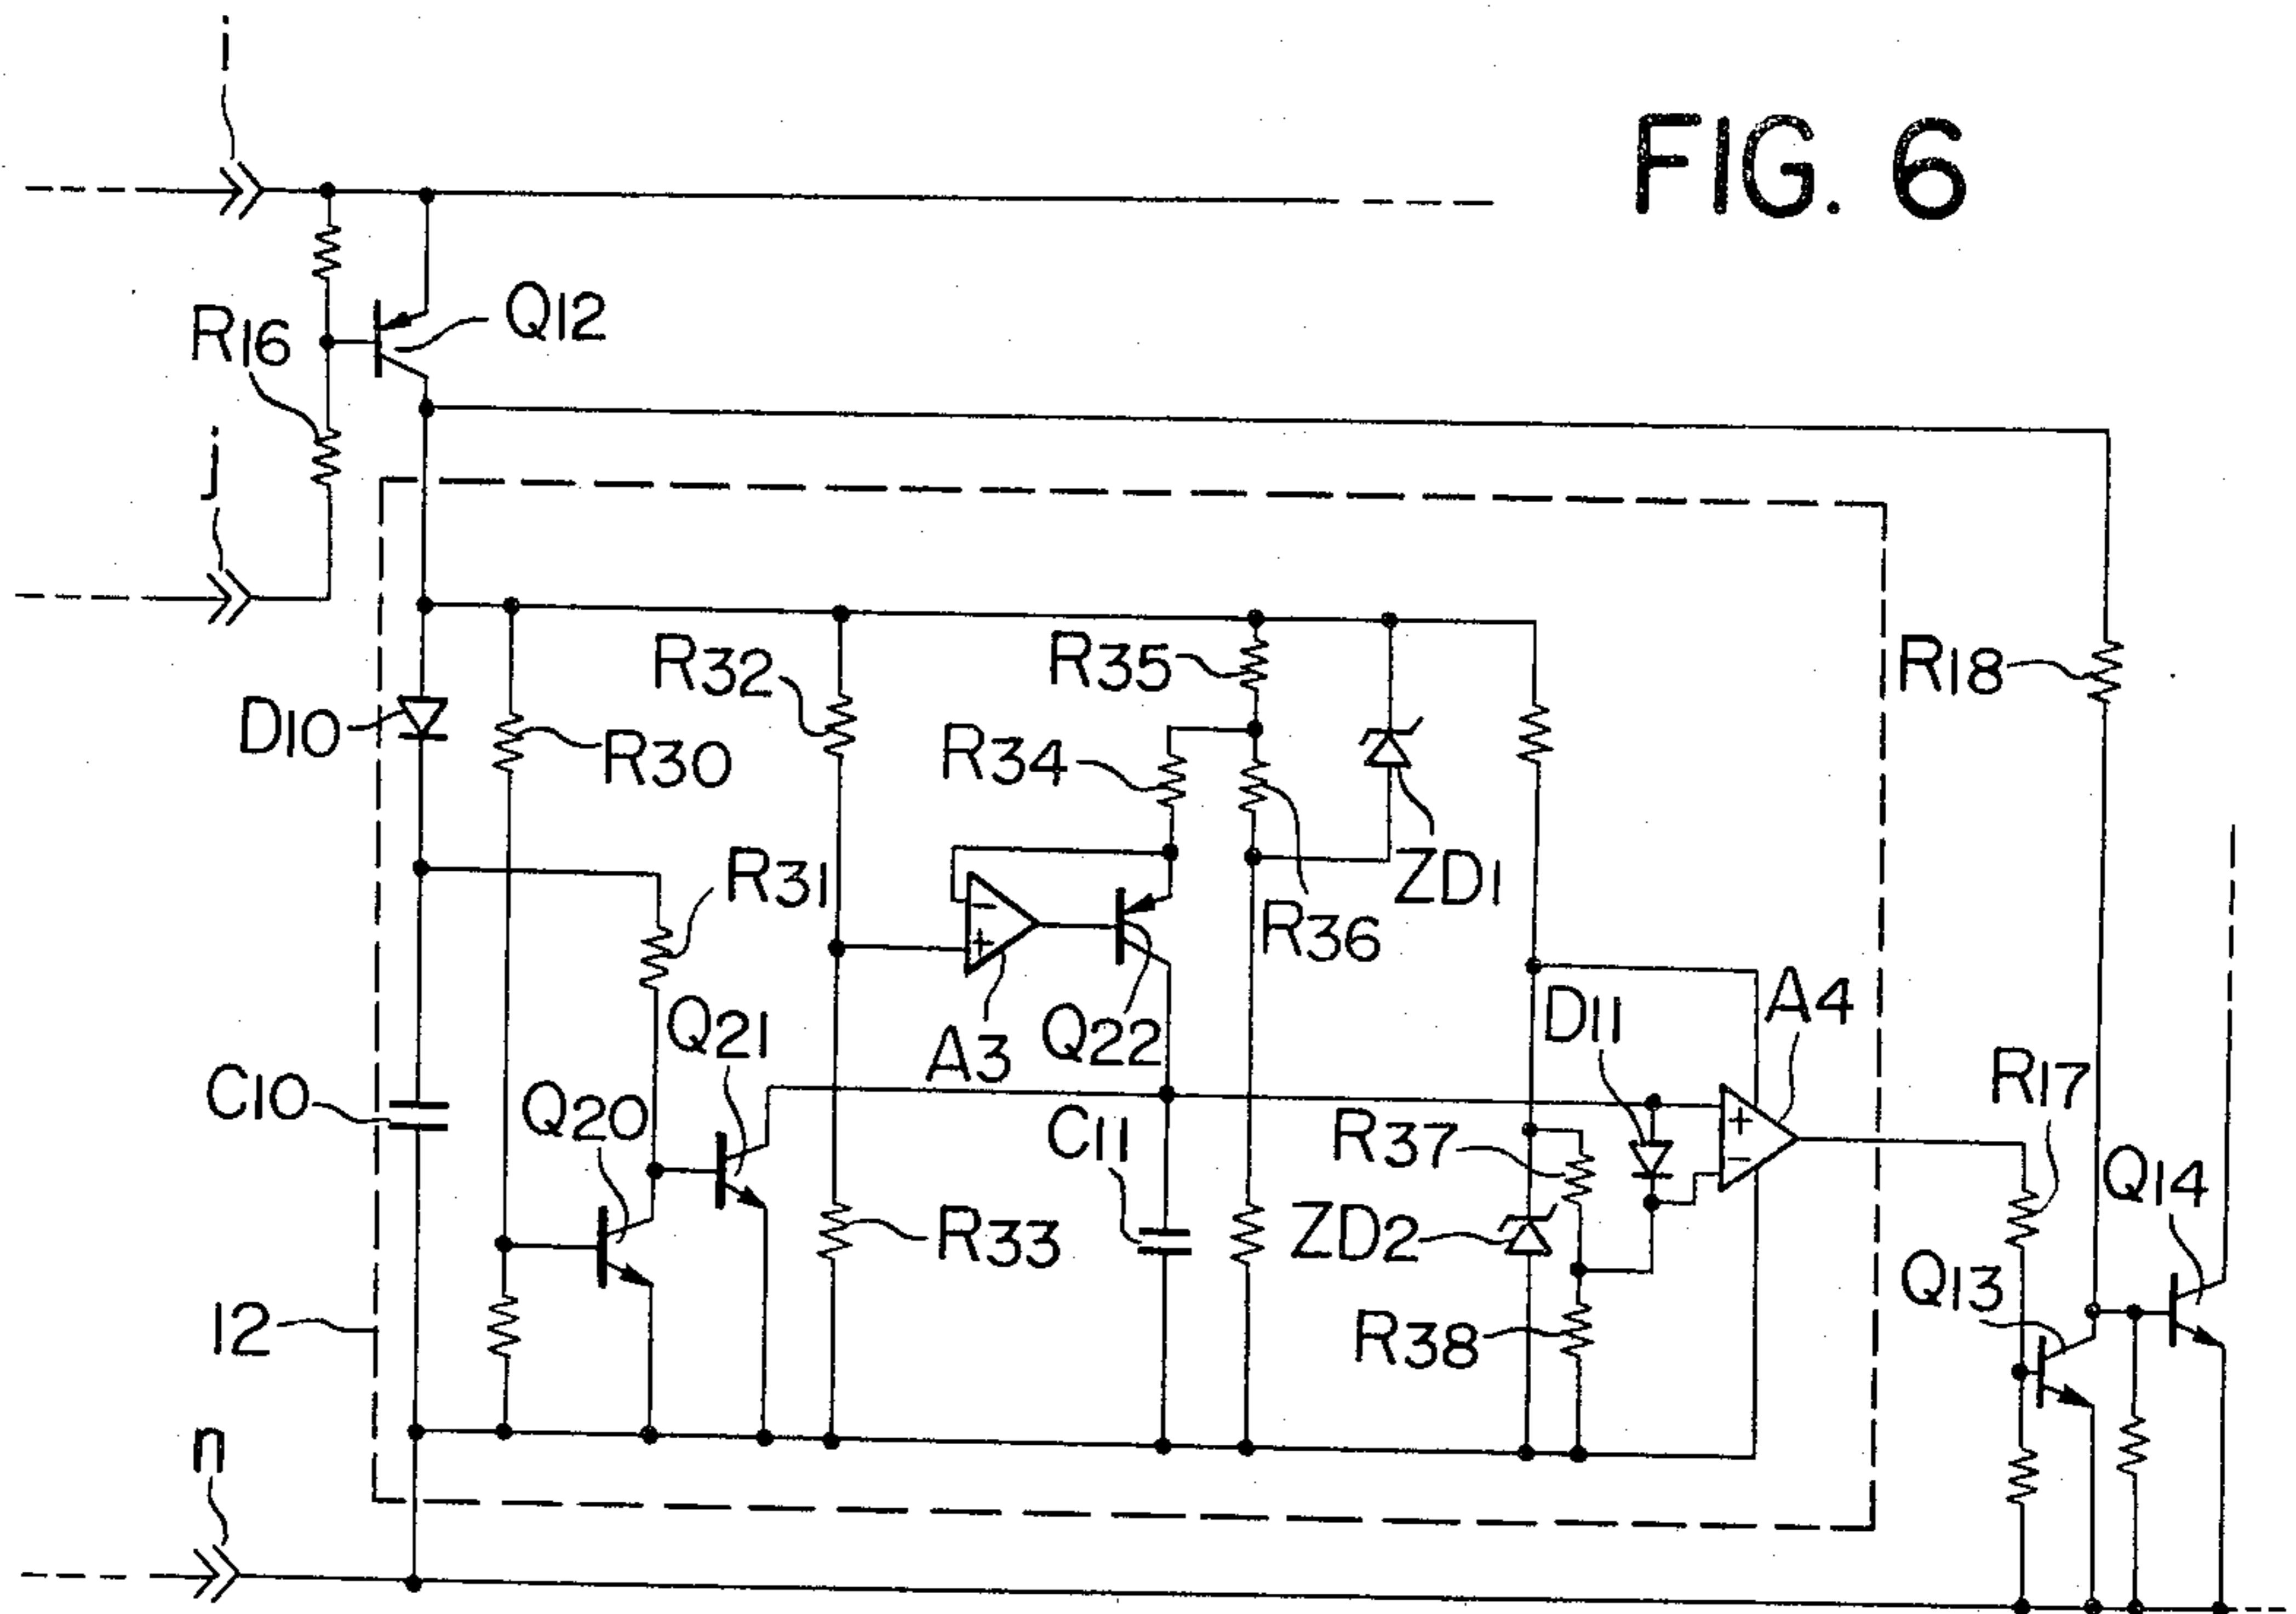 i
FIG. 6
Q12
R16
j
R32
R35
R18
D10
R30
R34
R31
ZD1
R36
−
+
Q21
A3
Q22
D11
A4
C10
Q20
C11
R37
+
−
R17
Q14
R33
ZD2
Q13
12
R38
n